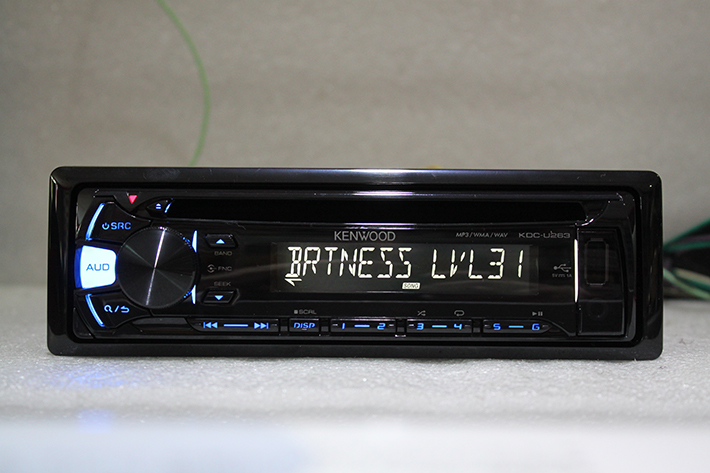 SRC
KENWOOD
MP3/WMA/WAV
KDC-U263
AUD
BAND
FNC
SEEK
BRTNESS LVL31
SONG
SCRL
DISP
1
2
3
4
5
6